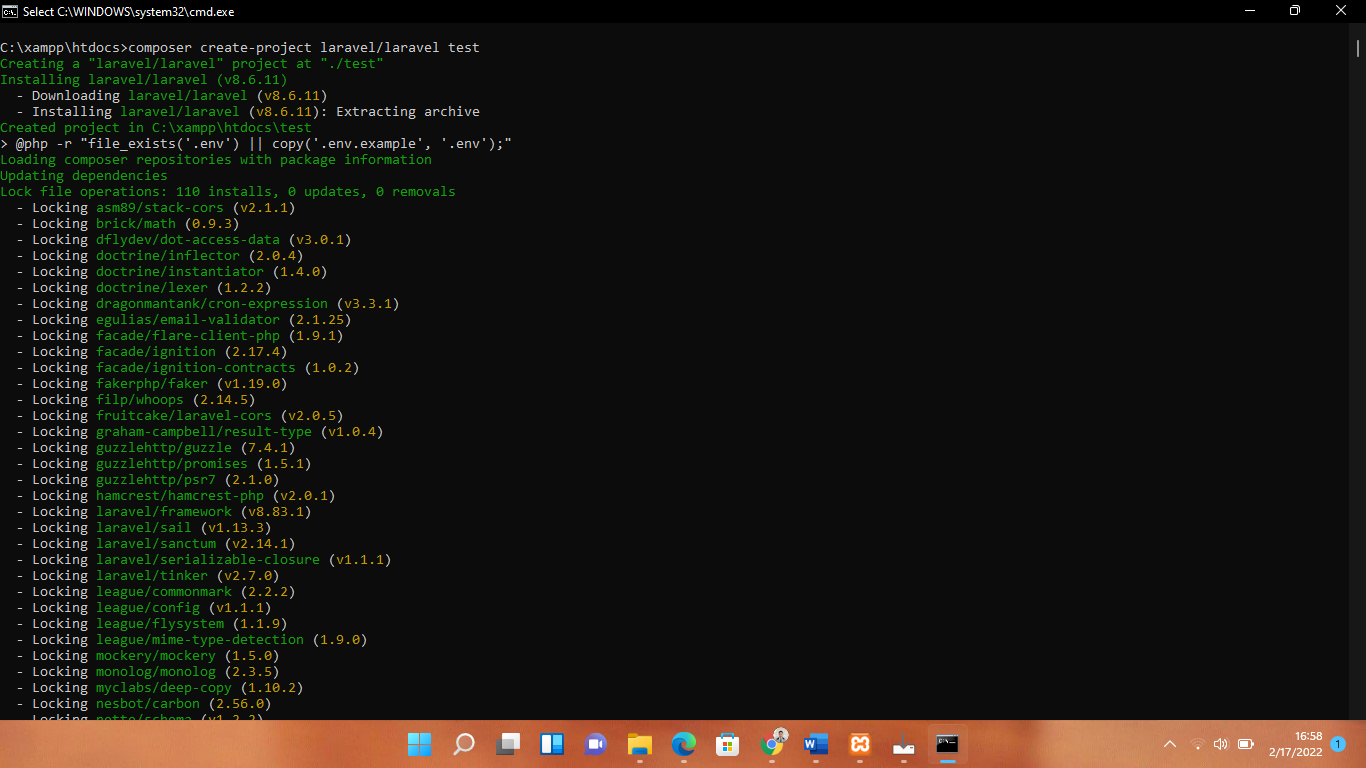 Select C:\WINDOWS\system32\cmd.exe
C:\xampp\htdocs>composer create-project laravel/laravel test
Creating a "laravel/laravel" project at "./test"
Installing laravel/laravel (v8.6.11)
  - Downloading laravel/laravel (v8.6.11)
  - Installing laravel/laravel (v8.6.11): Extracting archive
Created project in C:\xampp\htdocs\test
> @php -r "file_exists('.env') || copy('.env.example', '.env');"
Loading composer repositories with package information
Updating dependencies
Lock file operations: 110 installs, 0 updates, 0 removals
  - Locking asm89/stack-cors (v2.1.1)
  - Locking brick/math (0.9.3)
  - Locking dflydev/dot-access-data (v3.0.1)
  - Locking doctrine/inflector (2.0.4)
  - Locking doctrine/instantiator (1.4.0)
  - Locking doctrine/lexer (1.2.2)
  - Locking dragonmantank/cron-expression (v3.3.1)
  - Locking egulias/email-validator (2.1.25)
  - Locking facade/flare-client-php (1.9.1)
  - Locking facade/ignition (2.17.4)
  - Locking facade/ignition-contracts (1.0.2)
  - Locking fakerphp/faker (v1.19.0)
  - Locking filp/whoops (2.14.5)
  - Locking fruitcake/laravel-cors (v2.0.5)
  - Locking graham-campbell/result-type (v1.0.4)
  - Locking guzzlehttp/guzzle (7.4.1)
  - Locking guzzlehttp/promises (1.5.1)
  - Locking guzzlehttp/psr7 (2.1.0)
  - Locking hamcrest/hamcrest-php (v2.0.1)
  - Locking laravel/framework (v8.83.1)
  - Locking laravel/sail (v1.13.3)
  - Locking laravel/sanctum (v2.14.1)
  - Locking laravel/serializable-closure (v1.1.1)
  - Locking laravel/tinker (v2.7.0)
  - Locking league/commonmark (2.2.2)
  - Locking league/config (v1.1.1)
  - Locking league/flysystem (1.1.9)
  - Locking league/mime-type-detection (1.9.0)
  - Locking mockery/mockery (1.5.0)
  - Locking monolog/monolog (2.3.5)
  - Locking myclabs/deep-copy (1.10.2)
  - Locking nesbot/carbon (2.56.0)
  - Locking nette/schema (v1.2.2)
16:58
2/17/2022
1